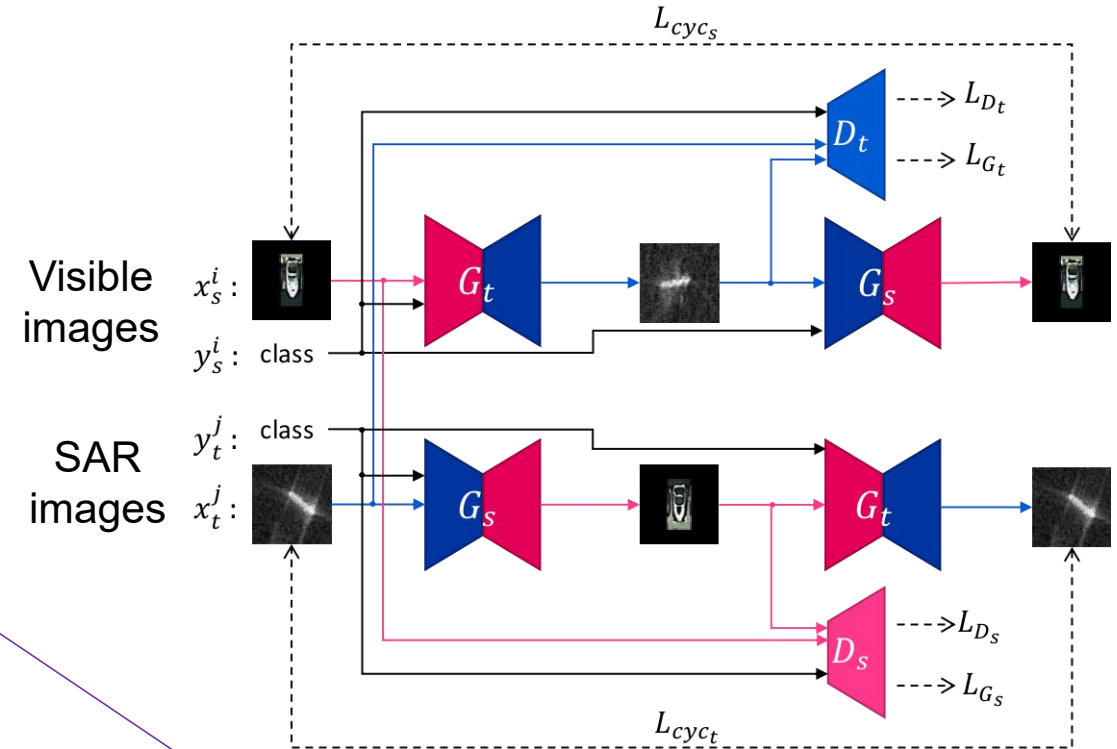 L_{cyc_s}
D_t
L_{D_t}
L_{G_t}
Visible
images
x_s^i:
G_t
G_s
y_s^i: class
y_t^j: class
SAR
images
x_t^j:
G_s
G_t
D_s
L_{D_s}
L_{G_s}
L_{cyc_t}